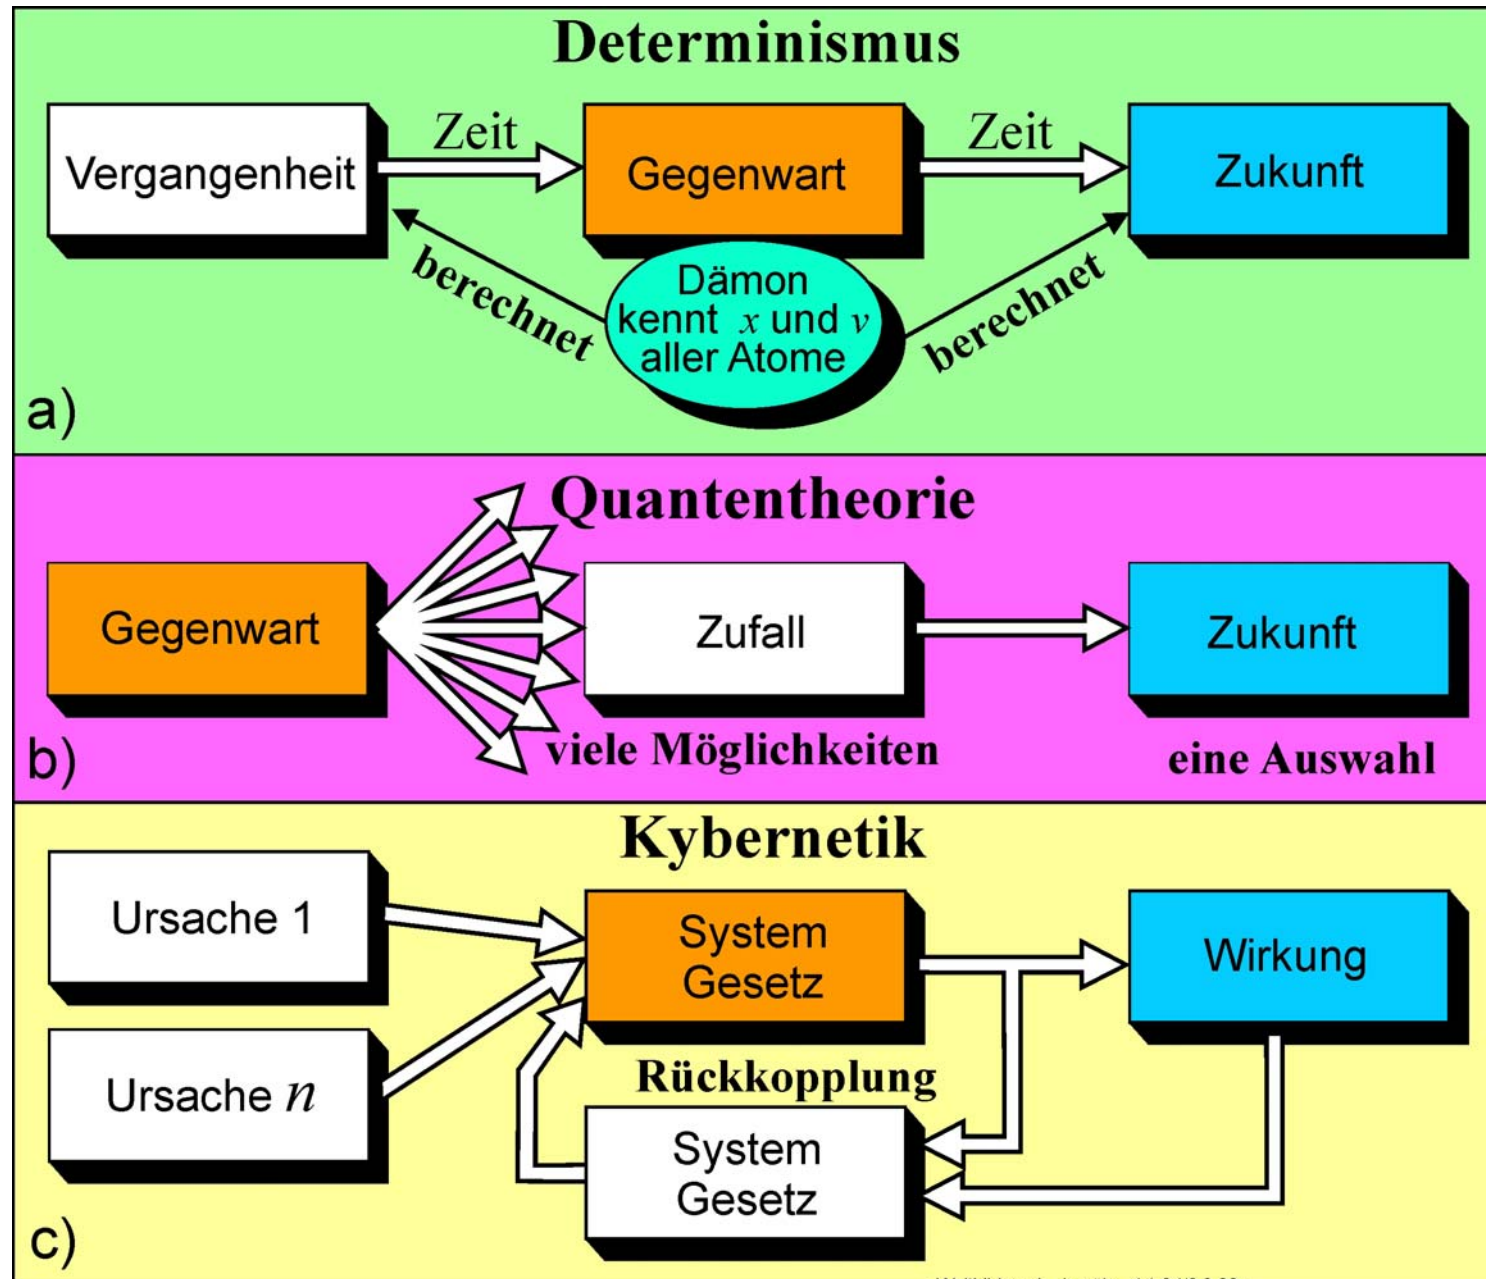 Determinismus
Vergangenheit
Zeit
Gegenwart
Zeit
Zukunft
berechnet
Dämon
kennt x und v
aller Atome
berechnet
a)
Quantentheorie
Gegenwart
Zufall
Zukunft
viele Möglichkeiten
eine Auswahl
b)
Kybernetik
Ursache 1
System
Gesetz
Wirkung
Ursache n
Rückkopplung
System
Gesetz
c)